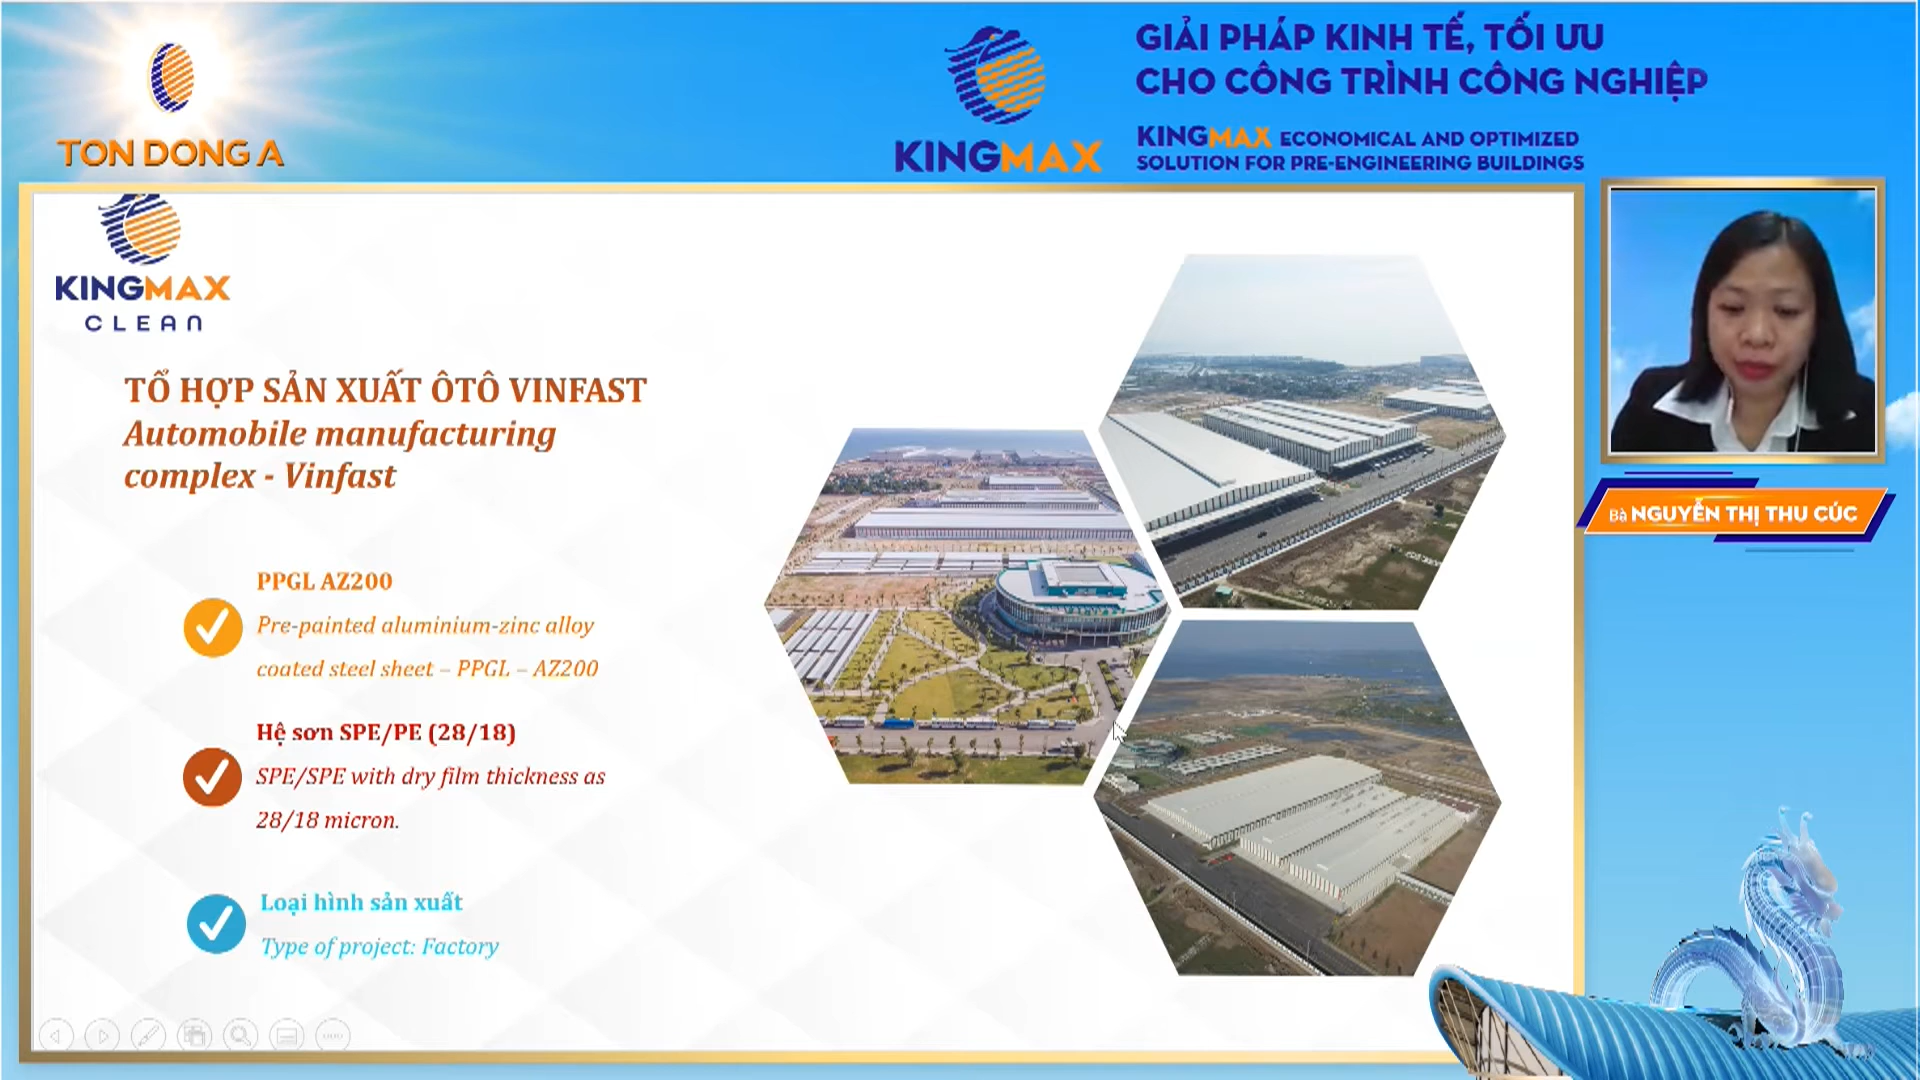 TON DONG A
KINGMAX
GIẢI PHÁP KINH TẾ, TỐI ƯU
CHO CÔNG TRÌNH CÔNG NGHIỆP
KINGMAX ECONOMICAL AND OPTIMIZED
SOLUTION FOR PRE-ENGINEERING BUILDINGS
KINGMAX
CLEAN
TỔ HỢP SẢN XUẤT ÔTÔ VINFAST
Automobile manufacturing
complex - Vinfast
PPGL AZ200
Pre-painted aluminium-zinc alloy
coated steel sheet – PPGL – AZ200
Hệ sơn SPE/PE (28/18)
SPE/SPE with dry film thickness as
28/18 micron.
Loại hình sản xuất
Type of project: Factory
Bà NGUYỄN THỊ THU CÚC